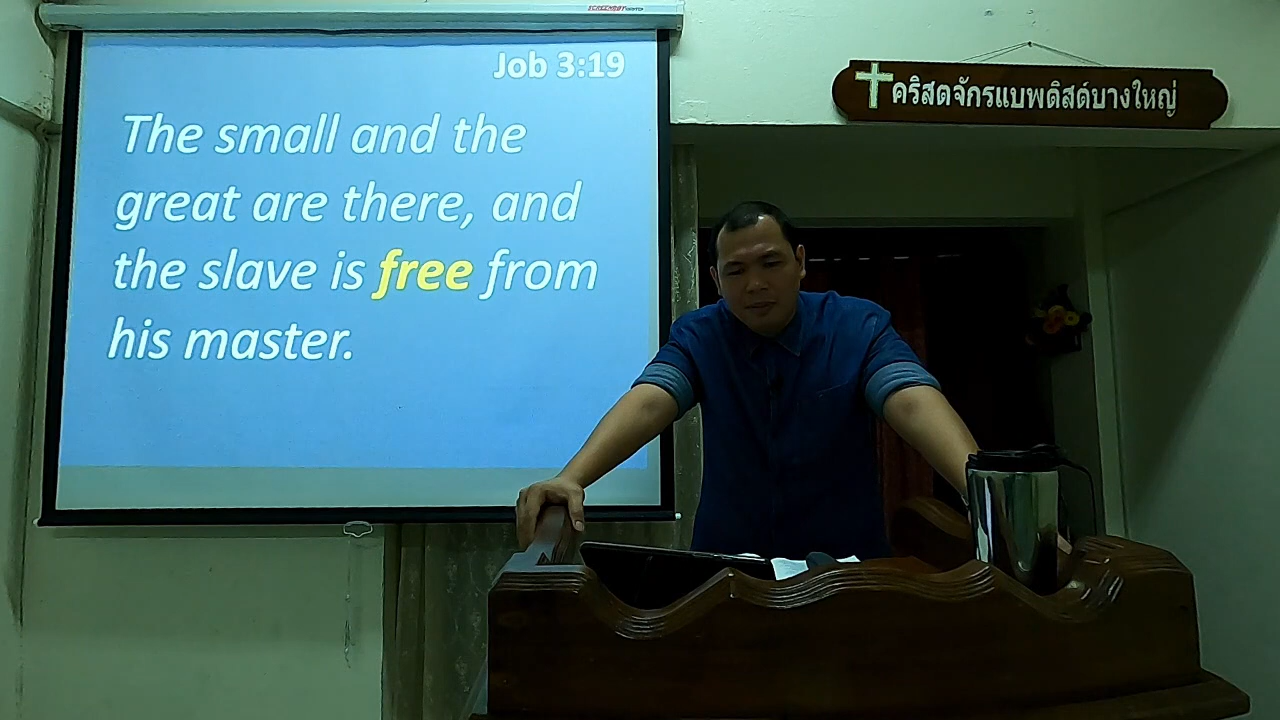 Job 3:19
The small and the
great are there, and
the slave is free from
his master.
คริสตจักรแบพติสต์บางใหญ่